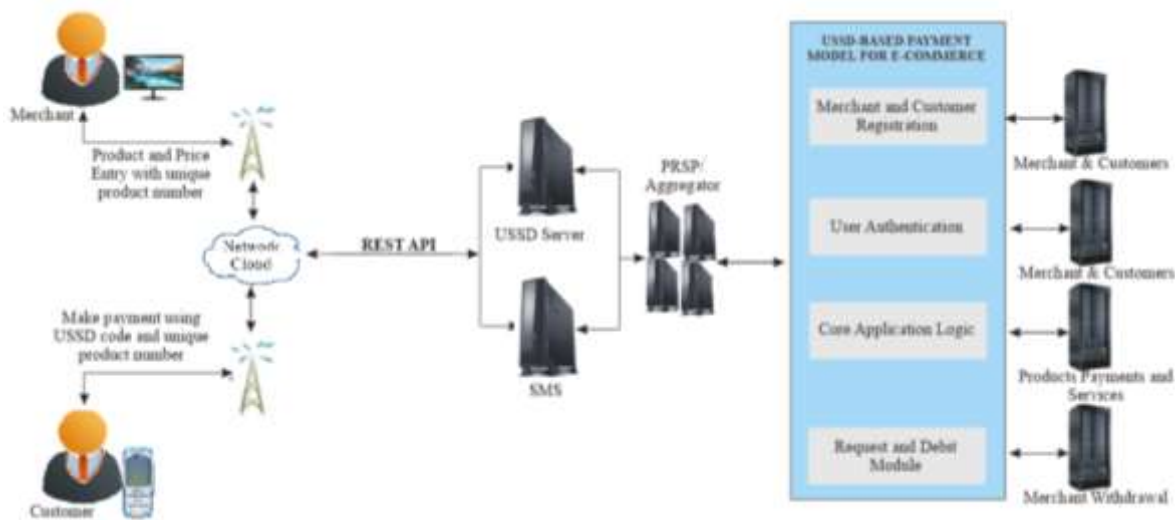 Merchant
Product and Price
Entry with unique
product number
Network
Cloud
Make payment using
USSD code and unique
product number
Customer
REST API
USSD Server
SMS
PRSP/
Aggregator
USSD-BASED PAYMENT
MODEL FOR E-COMMERCE
Merchant and Customer
Registration
User Authentication
Core Application Logic
Request and Debit
Module
Merchant & Customers
Merchant & Customers
Products Payments and
Services
Merchant Withdrawal